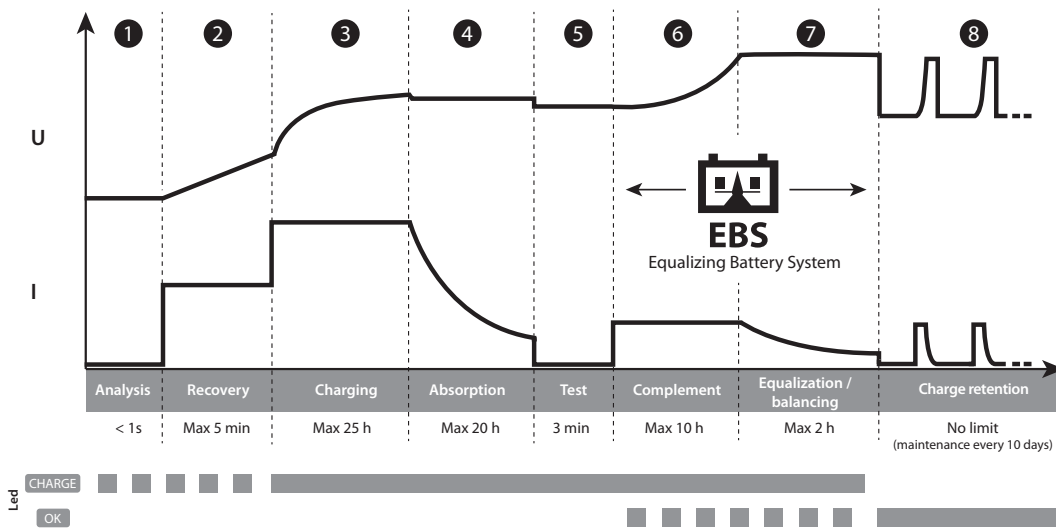 1 2 3 4 5 6 7 8
U
EBS
Equalizing Battery System
I
Analysis Recovery Charging Absorption Test Complement Equalization / balancing Charge retention
< 1s Max 5 min Max 25 h Max 20 h 3 min Max 10 h Max 2 h No limit
(maintenance every 10 days)
Led
CHARGE
OK